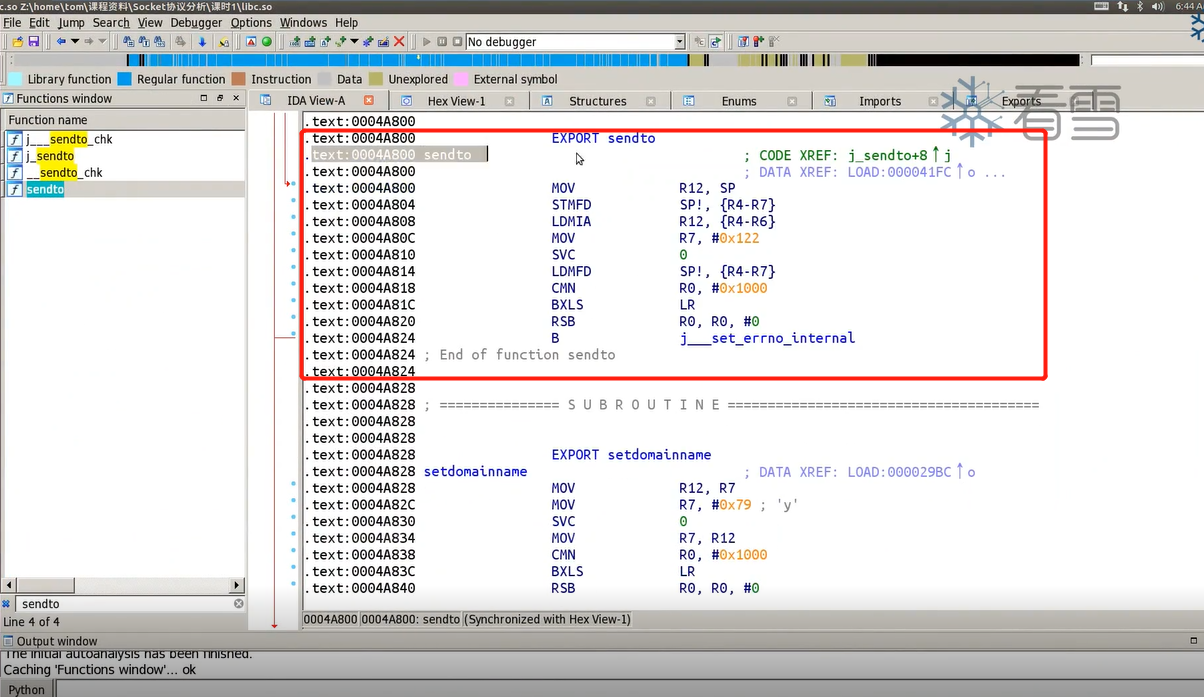 c.so Z:\home\tom\课程资料\Socket协议分析\课时1\libc.so
6:44 A
File Edit Jump Search View Debugger Options Windows Help
No debugger
Library function Regular function Instruction Data Unexplored External symbol
Functions window
IDA View-A Hex View-1 Structures Enums Imports Exports
看雪
Function name
j___sendto_chk
j_sendto
__sendto_chk
sendto
.text:0004A800
.text:0004A800 EXPORT sendto
.text:0004A800 sendto ; CODE XREF: j_sendto+8↑j
.text:0004A800 ; DATA XREF: LOAD:000041FC↑o ...
.text:0004A800 MOV R12, SP
.text:0004A804 STMFD SP!, {R4-R7}
.text:0004A808 LDMIA R12, {R4-R6}
.text:0004A80C MOV R7, #0x122
.text:0004A810 SVC 0
.text:0004A814 LDMFD SP!, {R4-R7}
.text:0004A818 CMN R0, #0x1000
.text:0004A81C BXLS LR
.text:0004A820 RSB R0, R0, #0
.text:0004A824 B j___set_errno_internal
.text:0004A824 ; End of function sendto
.text:0004A824
.text:0004A828
.text:0004A828 ; =============== S U B R O U T I N E =======================================
.text:0004A828
.text:0004A828
.text:0004A828 EXPORT setdomainname
.text:0004A828 setdomainname ; DATA XREF: LOAD:000029BC↑o
.text:0004A828 MOV R12, R7
.text:0004A82C MOV R7, #0x79 ; 'y'
.text:0004A830 SVC 0
.text:0004A834 MOV R7, R12
.text:0004A838 CMN R0, #0x1000
.text:0004A83C BXLS LR
.text:0004A840 RSB R0, R0, #0
sendto
Line 4 of 4
0004A800 0004A800: sendto (Synchronized with Hex View-1)
Output window
The initial autoanalysis has been finished.
Caching 'Functions window'... ok
Python